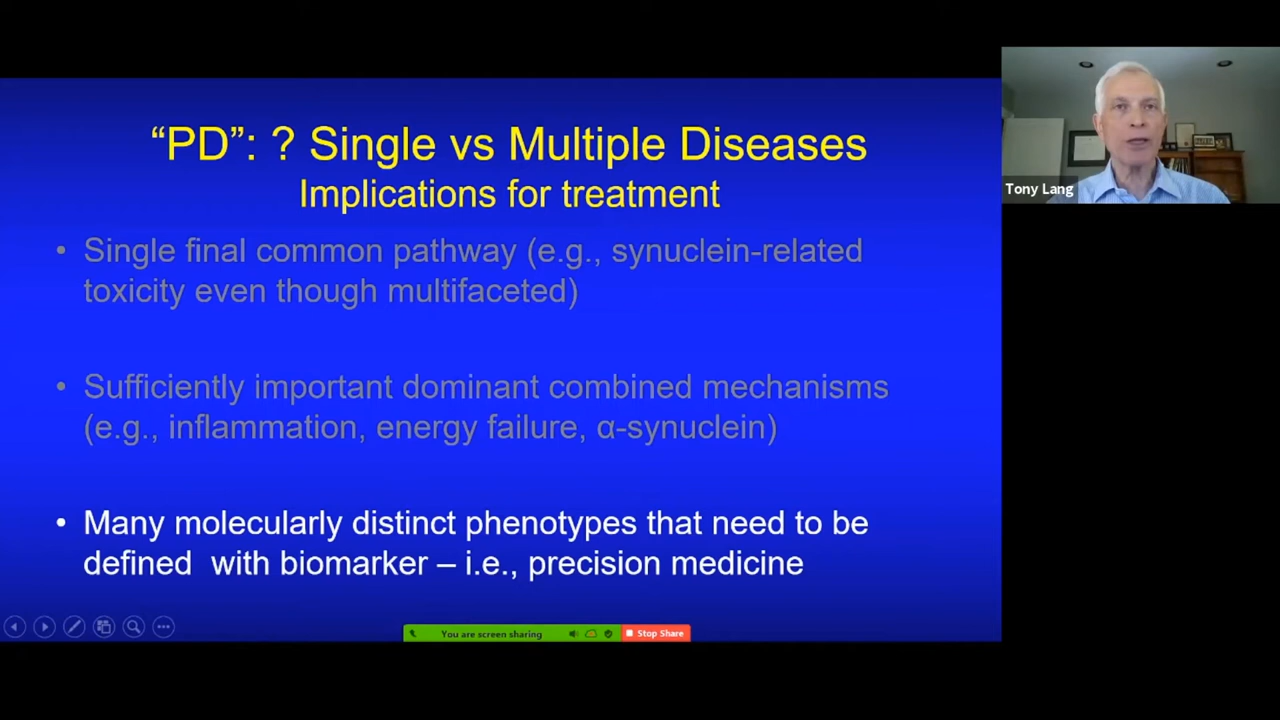 “PD”: ? Single vs Multiple Diseases
Implications for treatment
• Single final common pathway (e.g., synuclein-related
toxicity even though multifaceted)
• Sufficiently important dominant combined mechanisms
(e.g., inflammation, energy failure, α-synuclein)
• Many molecularly distinct phenotypes that need to be
defined  with biomarker – i.e., precision medicine
You are screen sharing
Stop Share
Tony Lang